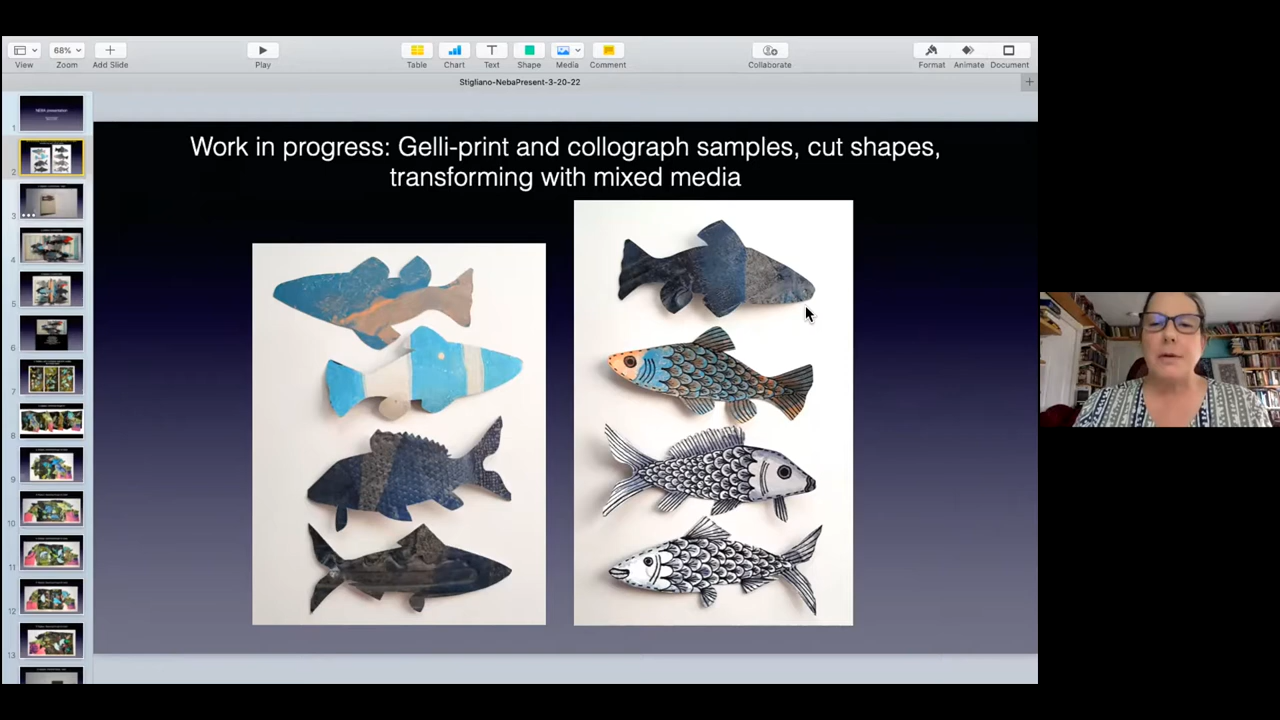 68%
View
Zoom
Add Slide
Play
Table
Chart
Text
Shape
Media
Comment
Collaborate
Format
Animate
Document
Stigliano-NebaPresent-3-20-22
Work in progress: Gelli-print and collograph samples, cut shapes,
transforming with mixed media
1
2
3
4
5
6
7
8
9
10
11
12
13